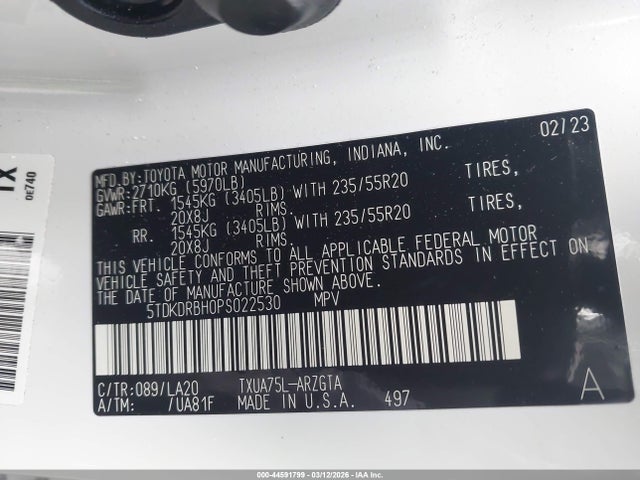 02/23
MFD.BY:TOYOTA MOTOR MANUFACTURING, INDIANA, INC.
GVWR:2710KG (5970LB)
GAWR:FRT. 1545KG (3405LB) WITH 235/55R20 TIRES,
20X8J RIMS.
RR. 1545KG (3405LB) WITH 235/55R20 TIRES,
20X8J RIMS.
THIS VEHICLE CONFORMS TO ALL APPLICABLE FEDERAL MOTOR
VEHICLE SAFETY AND THEFT PREVENTION STANDARDS IN EFFECT ON
THE DATE OF MANUFACTURE SHOWN ABOVE.
5TDKDRBH0PS022530 MPV
C/TR:089/LA20 TXUA75L-ARZGTA
A/TM: /UA81F MADE IN U.S.A. 497
A
TX
0E740
000-44591799 - 03/12/2026 - COPART